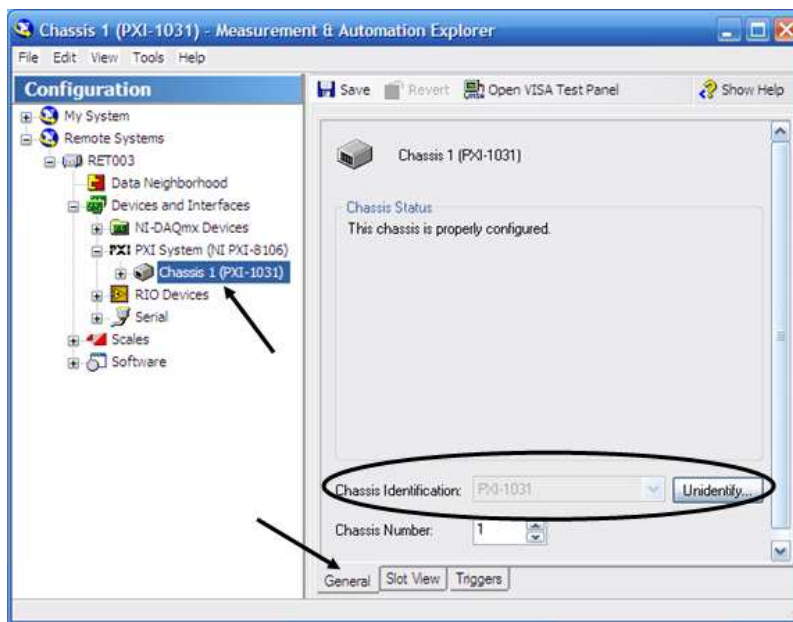 Chassis 1 (PXI-1031) - Measurement & Automation Explorer
File Edit View Tools Help
Configuration
Save Revert Open VISA Test Panel Show Help
My System
Remote Systems
RET003
Data Neighborhood
Devices and Interfaces
NI-DAQmx Devices
PXI PXI System (NI PXI-8106)
Chassis 1 (PXI-1031)
RIO Devices
Serial
Scales
Software
Chassis 1 (PXI-1031)
Chassis Status
This chassis is properly configured.
Chassis Identification: PXI-1031 Unidentify...
Chassis Number: 1
General Slot View Triggers